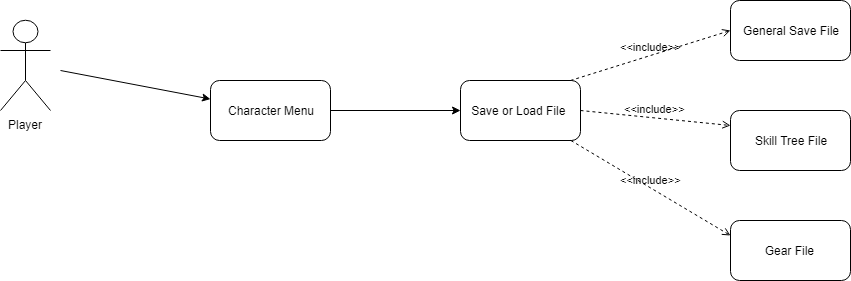 Player
Character Menu
Save or Load File
<<include>>
General Save File
<<include>>
Skill Tree File
<<include>>
Gear File